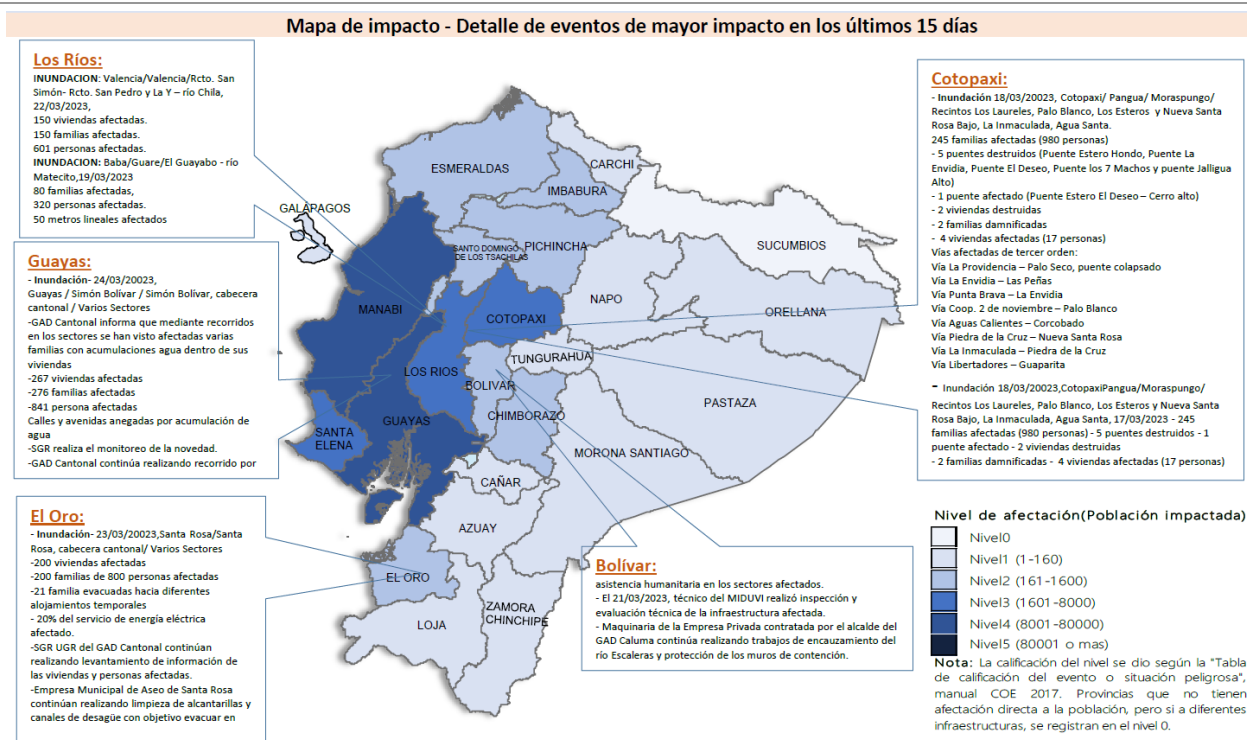 Mapa de impacto - Detalle de eventos de mayor impacto en los últimos 15 días
Los Ríos:
INUNDACION: Valencia/Valencia/Rcto. San
Simón- Rcto. San Pedro y La Y – río Chila,
22/03/2023,
150 viviendas afectadas.
150 familias afectadas.
601 personas afectadas.
INUNDACION: Baba/Guare/El Guayabo - río
Matecito,19/03/2023
80 familias afectadas,
320 personas afectadas.
50 metros lineales afectados
Guayas:
- Inundación- 24/03/20023,
Guayas / Simón Bolívar / Simón Bolívar, cabecera
cantonal / Varios Sectores
-GAD Cantonal informa que mediante recorridos
en los sectores se han visto afectadas varias
familias con acumulaciones agua dentro de sus
viviendas
-267 viviendas afectadas
-276 familias afectadas
-841 persona afectadas
Calles y avenidas anegadas por acumulación de
agua
-SGR realiza el monitoreo de la novedad.
-GAD Cantonal continúa realizando recorrido por
El Oro:
- Inundación- 23/03/20023,Santa Rosa/Santa
Rosa, cabecera cantonal/ Varios Sectores
-200 viviendas afectadas
-200 familias de 800 personas afectadas
-21 familia evacuadas hacia diferentes
alojamientos temporales
- 20% del servicio de energía eléctrica
afectado.
-SGR UGR del GAD Cantonal continúan
realizando levantamiento de información de
las viviendas y personas afectadas.
-Empresa Municipal de Aseo de Santa Rosa
continúan realizando limpieza de alcantarillas y
canales de desagüe con objetivo evacuar en
GALÁPAGOS
ESMERALDAS
CARCHI
IMBABURA
SUCUMBIOS
SANTO DOMINGO
DE LOS TSACHILAS
PICHINCHA
MANABI
NAPO
ORELLANA
COTOPAXI
TUNGURAHUA
LOS RIOS
BOLIVAR
PASTAZA
CHIMBORAZO
GUAYAS
SANTA
ELENA
MORONA SANTIAGO
CAÑAR
AZUAY
EL ORO
ZAMORA
CHINCHIPE
LOJA
Bolívar:
asistencia humanitaria en los sectores afectados.
- El 21/03/2023, técnico del MIDUVI realizó inspección y
evaluación técnica de la infraestructura afectada.
- Maquinaria de la Empresa Privada contratada por el alcalde del
GAD Caluma continúa realizando trabajos de encauzamiento del
río Escaleras y protección de los muros de contención.
Cotopaxi:
- Inundación 18/03/20023, Cotopaxi/ Pangua/ Moraspungo/
Recintos Los Laureles, Palo Blanco, Los Esteros y Nueva Santa
Rosa Bajo, La Inmaculada, Agua Santa.
245 familias afectadas (980 personas)
- 5 puentes destruidos (Puente Estero Hondo, Puente La
Envidia, Puente El Deseo, Puente los 7 Machos y puente Jalligua
Alto)
- 1 puente afectado (Puente Estero El Deseo – Cerro alto)
- 2 viviendas destruidas
- 2 familias damnificadas
- 4 viviendas afectadas (17 personas)
Vías afectadas de tercer orden:
Vía La Providencia – Palo Seco, puente colapsado
Vía La Envidia – Las Peñas
Vía Punta Brava – La Envidia
Vía Coop. 2 de noviembre – Palo Blanco
Vía Aguas Calientes – Corcobado
Vía Piedra de la Cruz – Nueva Santa Rosa
Vía La Inmaculada – Piedra de la Cruz
Vía Libertadores – Guaparita
- Inundación 18/03/20023,CotopaxiPangua/Moraspungo/
Recintos Los Laureles, Palo Blanco, Los Esteros y Nueva Santa
Rosa Bajo, La Inmaculada, Agua Santa, 17/03/2023 - 245
familias afectadas (980 personas) - 5 puentes destruidos - 1
puente afectado - 2 viviendas destruidas
- 2 familias damnificadas - 4 viviendas afectadas (17 personas)
Nivel de afectación(Población impactada)
Nivel0
Nivel1 (1-160)
Nivel2 (161-1600)
Nivel3 (1601-8000)
Nivel4 (8001-80000)
Nivel5 (80001 o mas)
Nota: La calificación del nivel se dio según la "Tabla
de calificación del evento o situación peligrosa",
manual COE 2017. Provincias que no tienen
afectación directa a la población, pero si a diferentes
infraestructuras, se registran en el nivel 0.